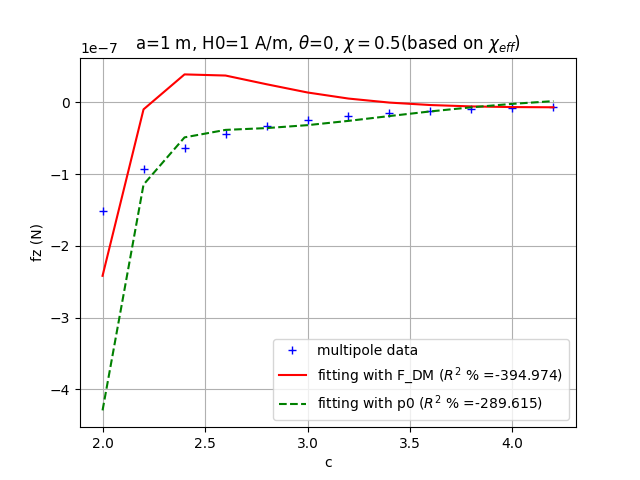 a=1 m, H0=1 A/m, θ=0, χ = 0.5(based on χ_eff)
1e−7
0
−1
−2
−3
−4
fz (N)
multipole data
fitting with F_DM (R² % =-394.974)
fitting with p0 (R² % =-289.615)
2.0 2.5 3.0 3.5 4.0
c